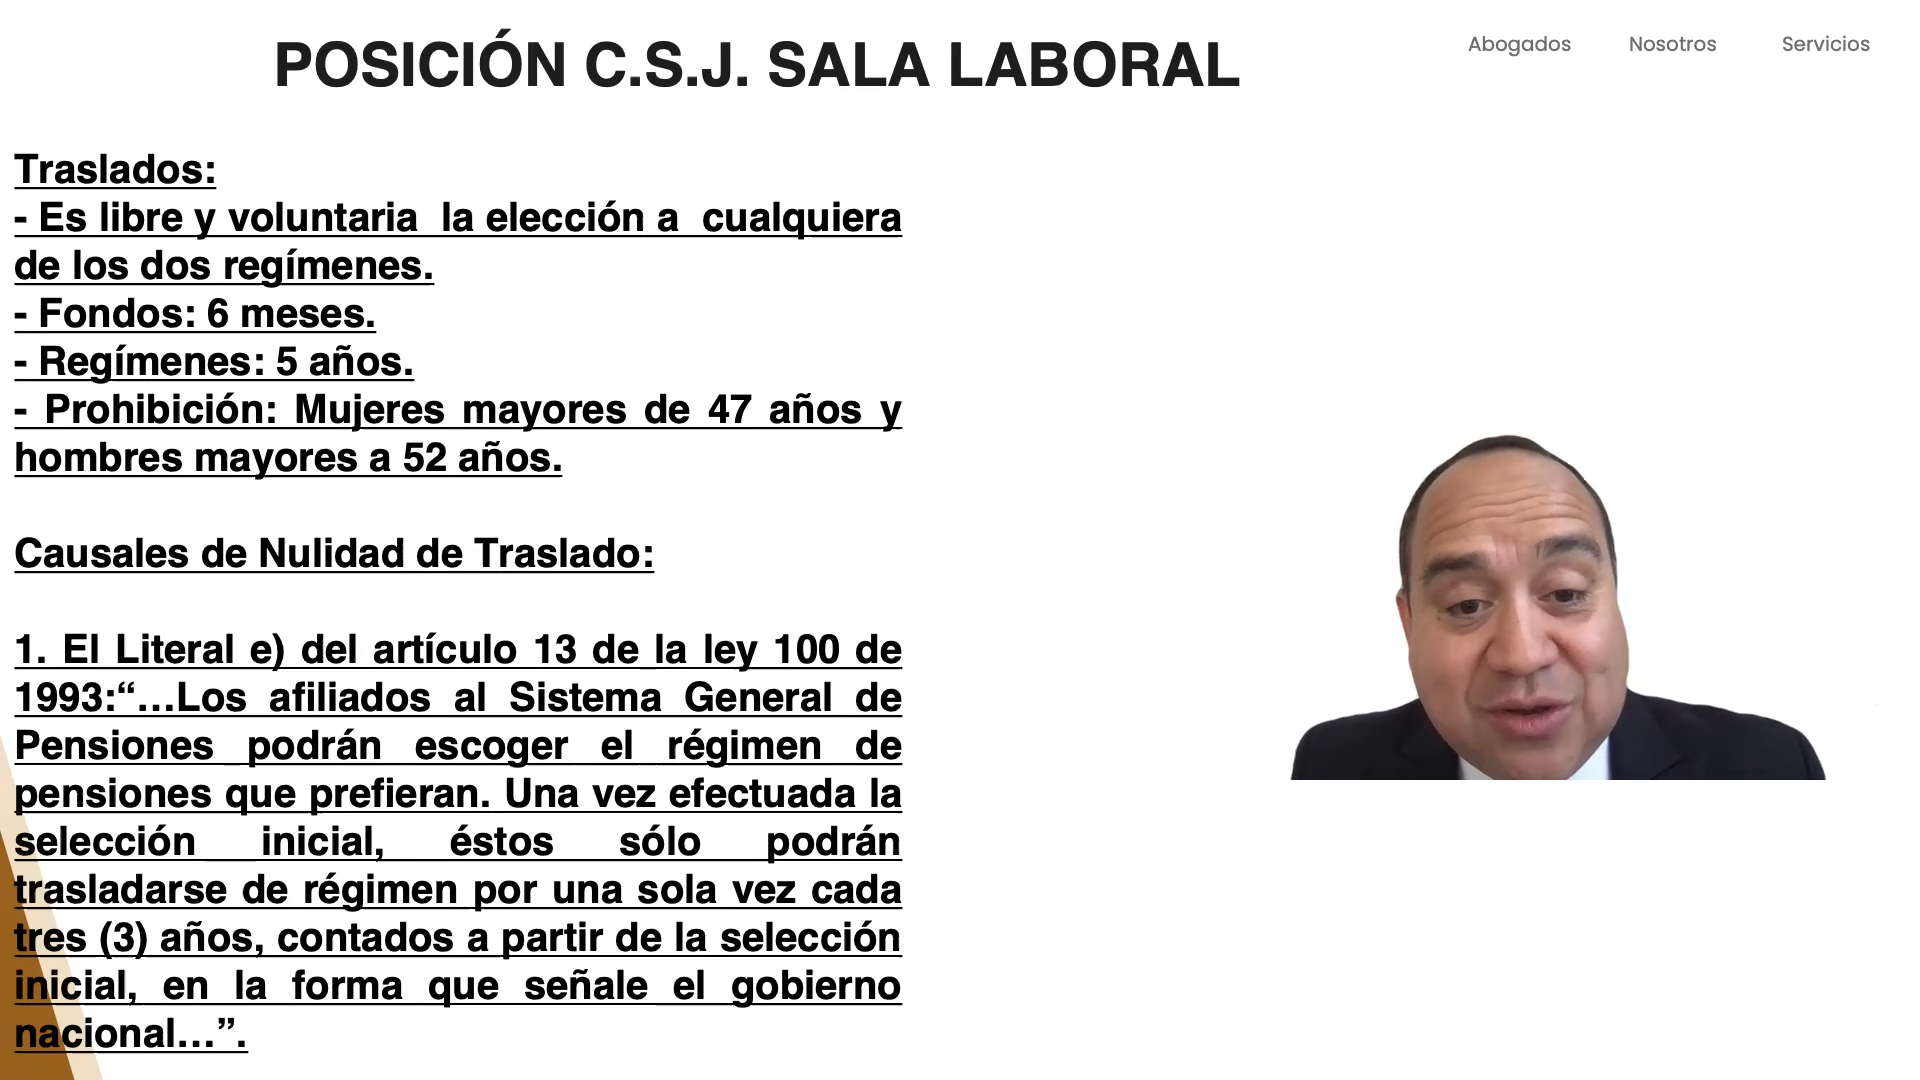 POSICIÓN C.S.J. SALA LABORAL
Abogados Nosotros Servicios
Traslados:
- Es libre y voluntaria la elección a cualquiera
de los dos regímenes.
- Fondos: 6 meses.
- Regímenes: 5 años.
- Prohibición: Mujeres mayores de 47 años y
hombres mayores a 52 años.
Causales de Nulidad de Traslado:
1. El Literal e) del artículo 13 de la ley 100 de
1993:“…Los afiliados al Sistema General de
Pensiones podrán escoger el régimen de
pensiones que prefieran. Una vez efectuada la
selección inicial, éstos sólo podrán
trasladarse de régimen por una sola vez cada
tres (3) años, contados a partir de la selección
inicial, en la forma que señale el gobierno
nacional…”.